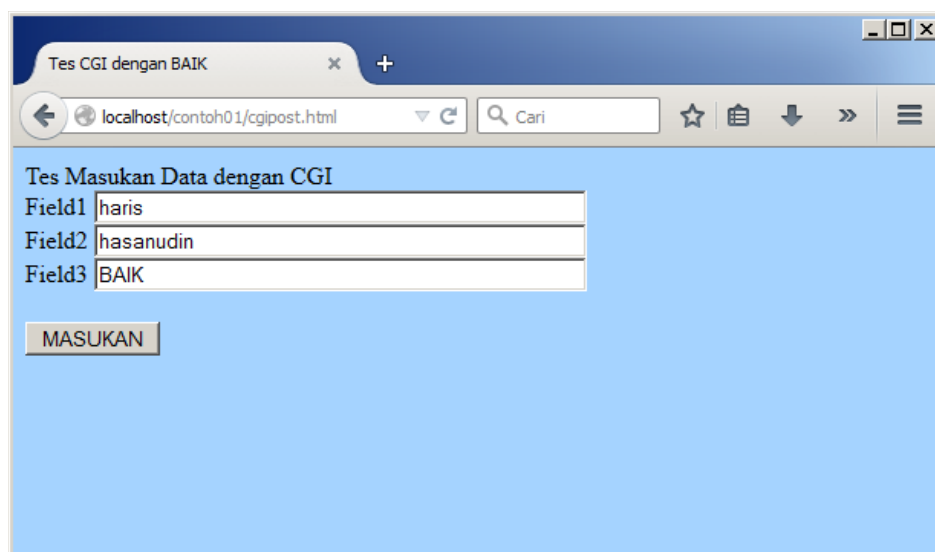 Tes CGI dengan BAIK
localhost/contoh01/cgipost.html
Cari
Tes Masukan Data dengan CGI
Field1 haris
Field2 hasanudin
Field3 BAIK
MASUKAN